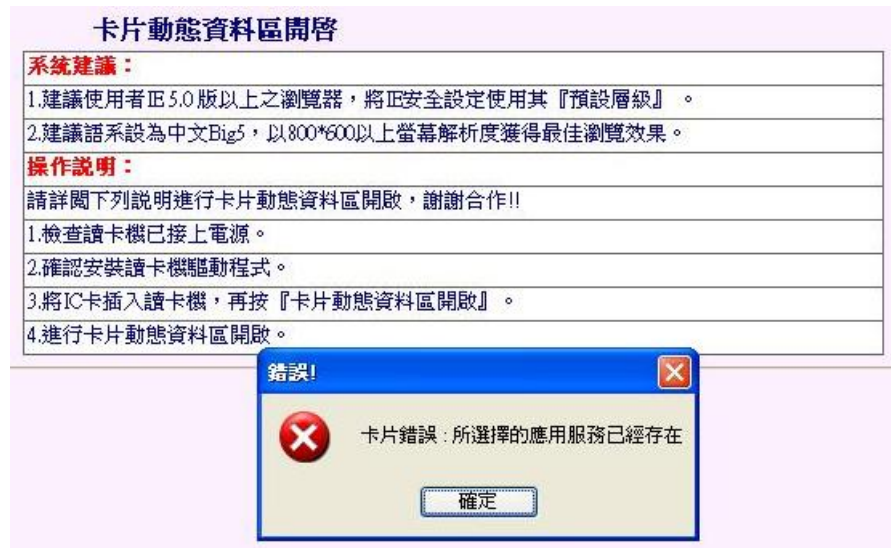 卡片動態資料區開啓
系統建議：
1.建議使用者IE5.0版以上之瀏覽器，將IE安全設定使用其『預設層級』。
2.建議語系設為中文Big5，以800*600以上螢幕解析度獲得最佳瀏覽效果。
操作説明：
請詳閱下列説明進行卡片動態資料區開啟，謝謝合作!!
1.檢查讀卡機已接上電源。
2.確認安裝讀卡機驅動程式。
3.將IC卡插入讀卡機，再按『卡片動態資料區開啟』。
4.進行卡片動態資料區開啟。
錯誤!
卡片錯誤：所選擇的應用服務已經存在
確定